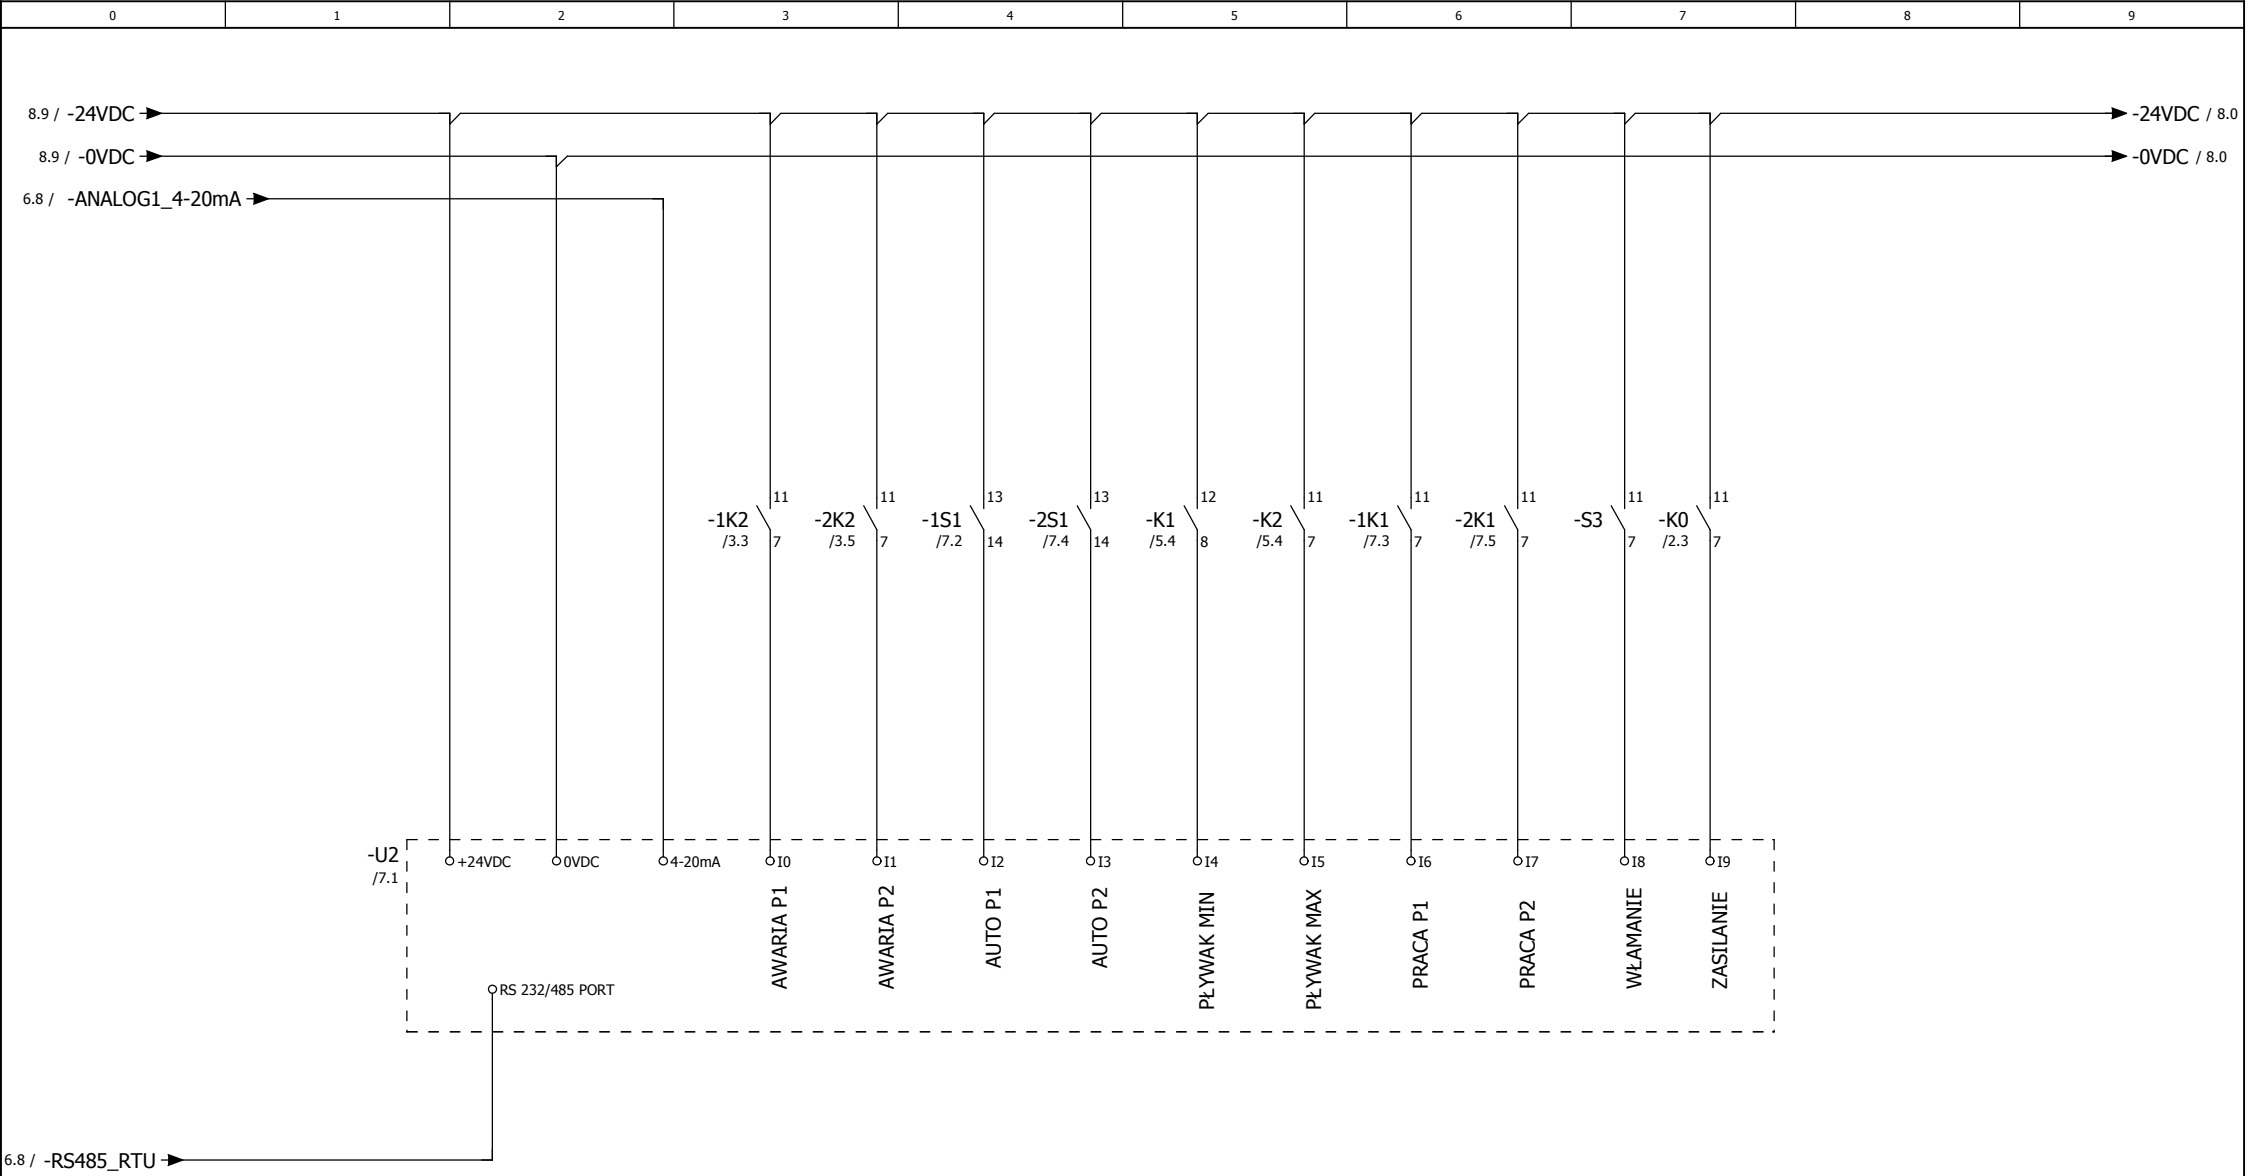 0 1 2 3 4 5 6 7 8 9
8.9 / -24VDC -24VDC / 8.0
8.9 / -0VDC -0VDC / 8.0
6.8 / -ANALOG1_4-20mA
11 11 13 13 12 11 11 11 11 11
-1K2 -2K2 -1S1 -2S1 -K1 -K2 -1K1 -2K1 -S3 -K0
/3.3 7 /3.5 7 /7.2 14 /7.4 14 /5.4 8 /5.4 7 /7.3 7 /7.5 7 7 /2.3 7
-U2 +24VDC 0VDC 4-20mA I0 I1 I2 I3 I4 I5 I6 I7 I8 I9
/7.1
AWARIA P1
AWARIA P2
AUTO P1
AUTO P2
PŁYWAK MIN
PŁYWAK MAX
PRACA P1
PRACA P2
WŁAMANIE
ZASILANIE
RS 232/485 PORT
6.8 / -RS485_RTU